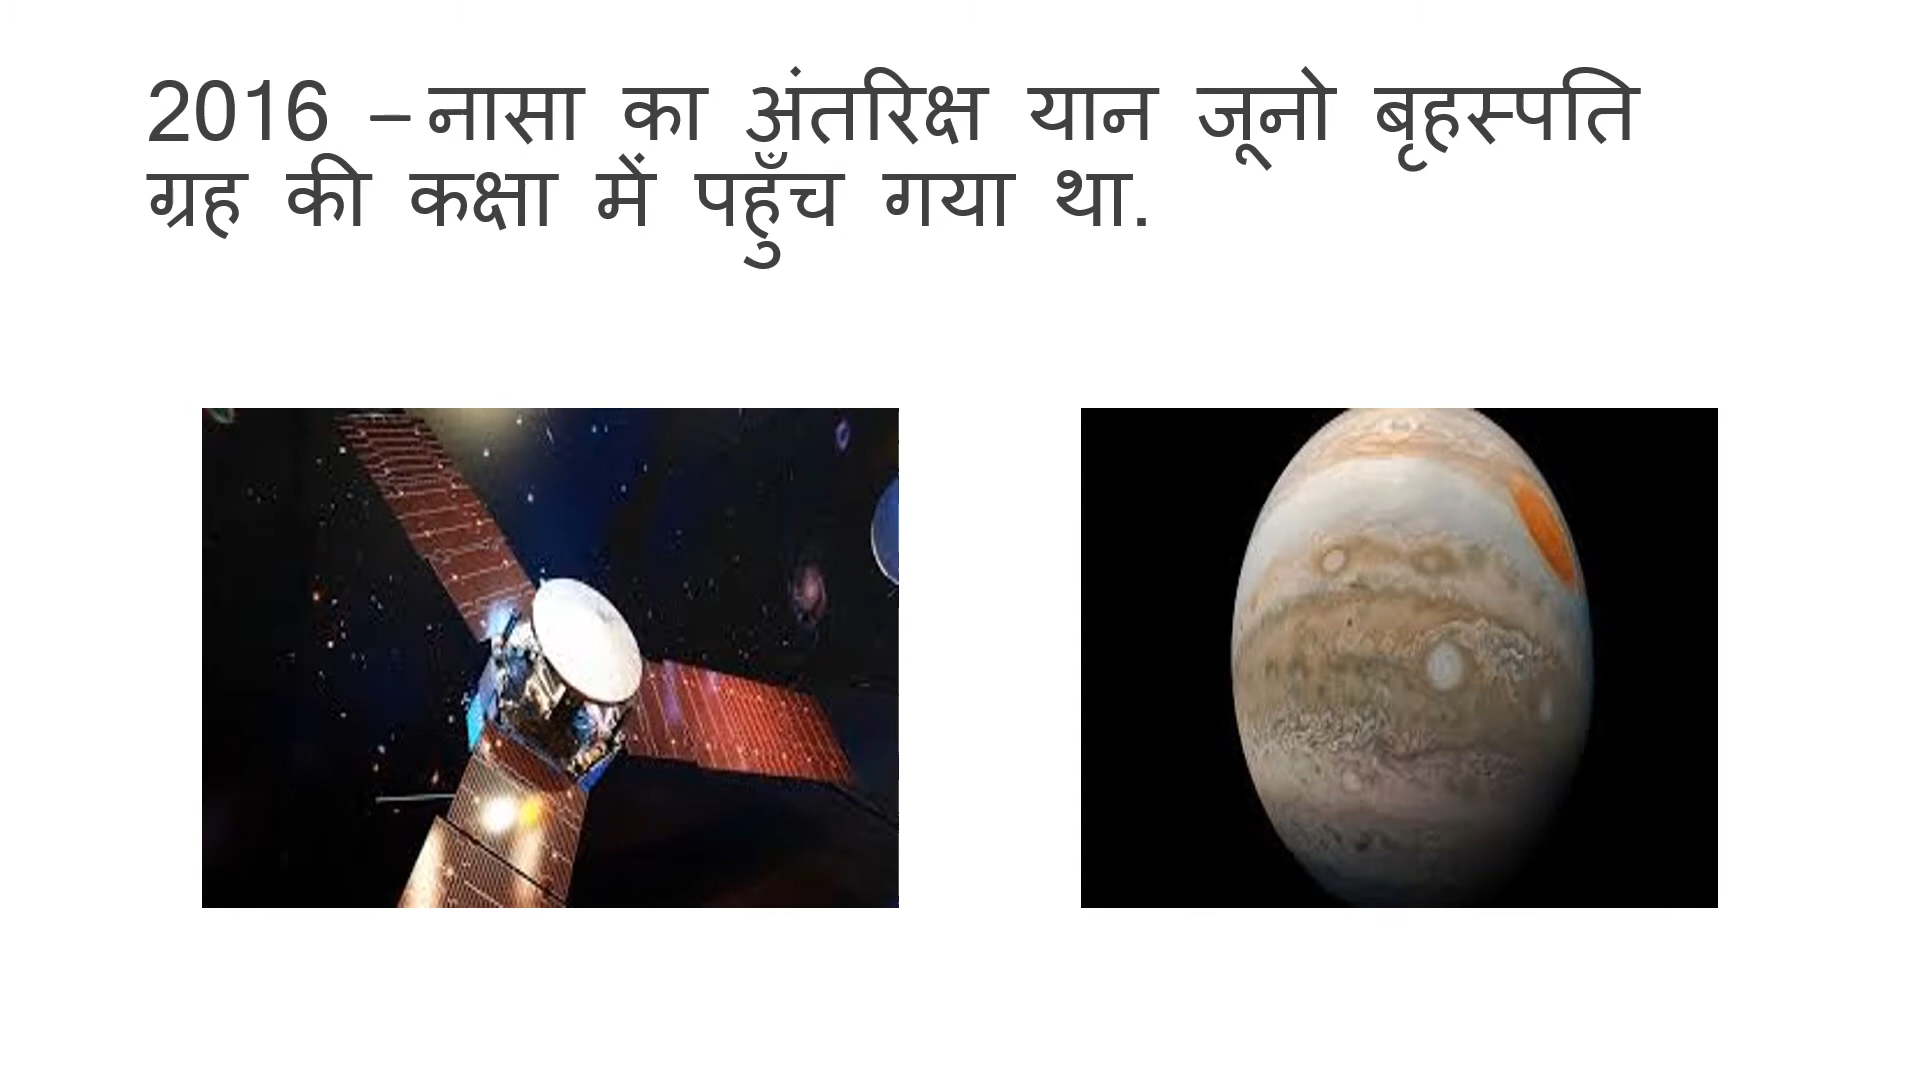 2016 – नासा का अंतरिक्ष यान जूनो बृहस्पति
ग्रह की कक्षा में पहुँच गया था.